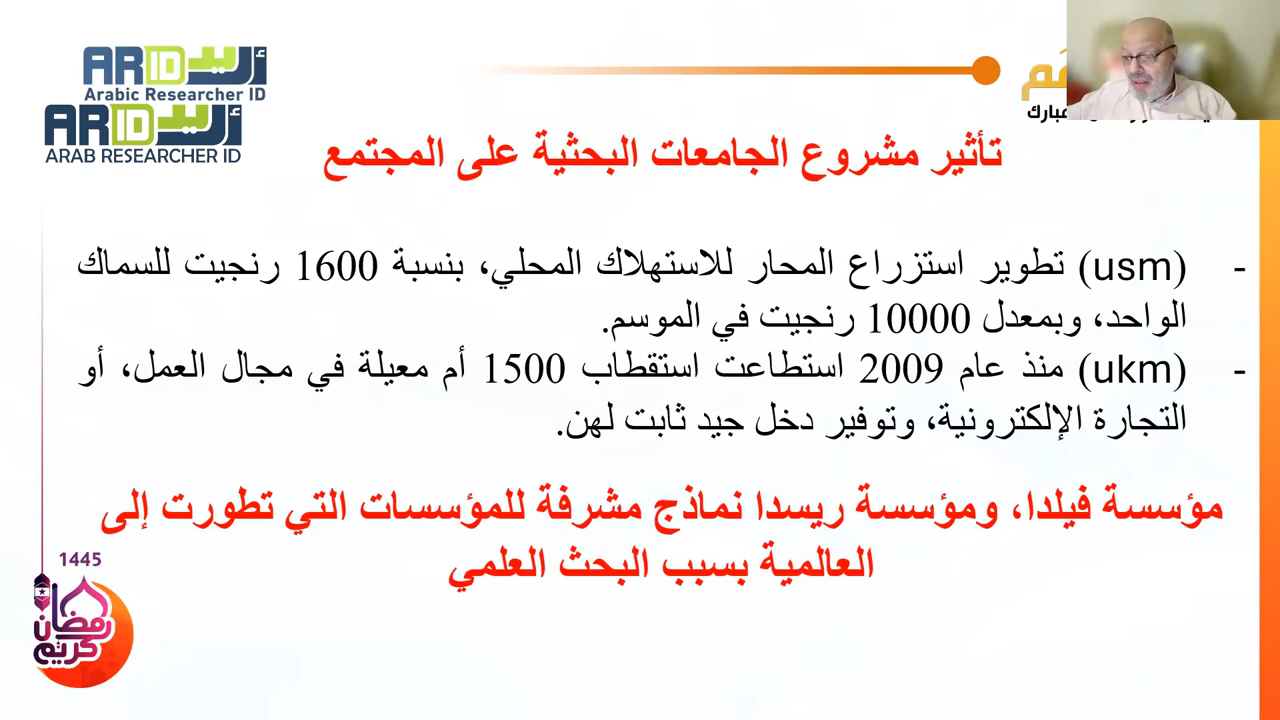 ARID أريد
Arabic Researcher ID
ARID أريد
ARAB RESEARCHER ID
تأثير مشروع الجامعات البحثية على المجتمع
- (usm) تطوير استزراع المحار للاستهلاك المحلي، بنسبة 1600 رنجيت للسماك
الواحد، وبمعدل 10000 رنجيت في الموسم.
- (ukm) منذ عام 2009 استطاعت استقطاب 1500 أم معيلة في مجال العمل، أو
التجارة الإلكترونية، وتوفير دخل جيد ثابت لهن.
مؤسسة فيلدا، ومؤسسة ريسدا نماذج مشرفة للمؤسسات التي تطورت إلى
العالمية بسبب البحث العلمي
1445
رمضان
كريم